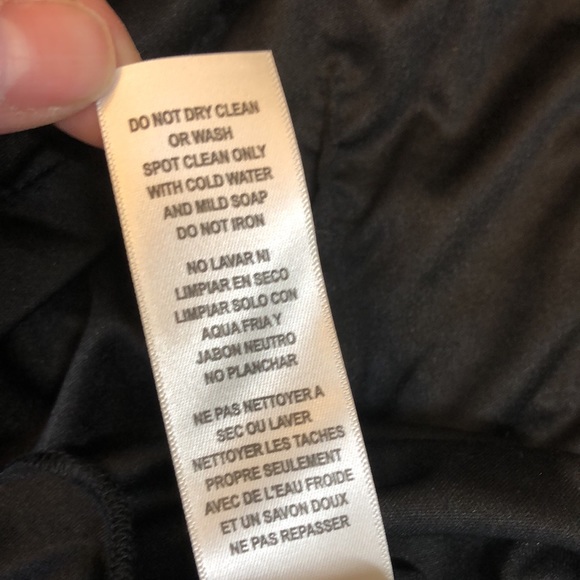 DO NOT DRY CLEAN
OR WASH
SPOT CLEAN ONLY
WITH COLD WATER
AND MILD SOAP
DO NOT IRON
NO LAVAR NI
LIMPIAR EN SECO
LIMPIAR SOLO CON
AQUA FRIA Y
JABON NEUTRO
NO PLANCHAR
NE PAS NETTOYER A
SEC OU LAVER
NETTOYER LES TACHES
PROPRE SEULEMENT
AVEC DE L'EAU FROIDE
ET UN SAVON DOUX
NE PAS REPASSER